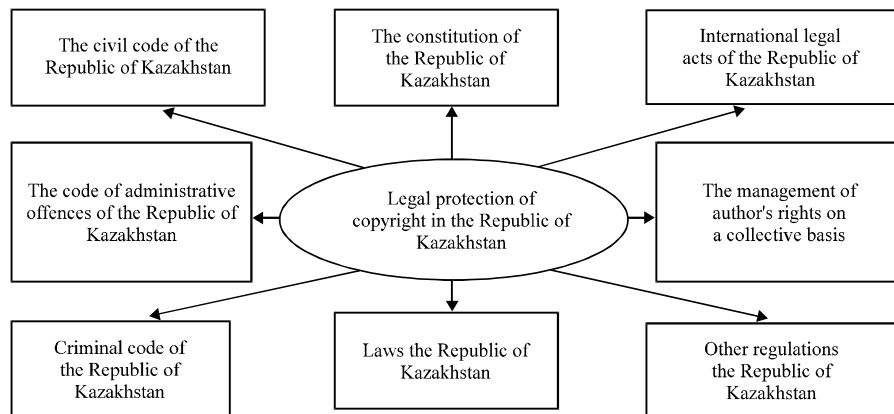 The civil code of the
Republic of Kazakhstan
The constitution of
the Republic of
Kazakhstan
International legal
acts of the Republic of
Kazakhstan
The code of administrative
offences of the Republic of
Kazakhstan
Legal protection of
copyright in the Republic of
Kazakhstan
The management of
author's rights on
a collective basis
Criminal code of
the Republic of
Kazakhstan
Laws the Republic of
Kazakhstan
Other regulations
the Republic of
Kazakhstan